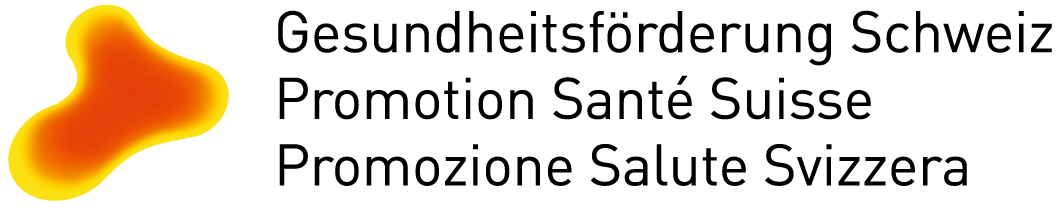 Gesundheitsförderung Schweiz
Promotion Santé Suisse
Promozione Salute Svizzera